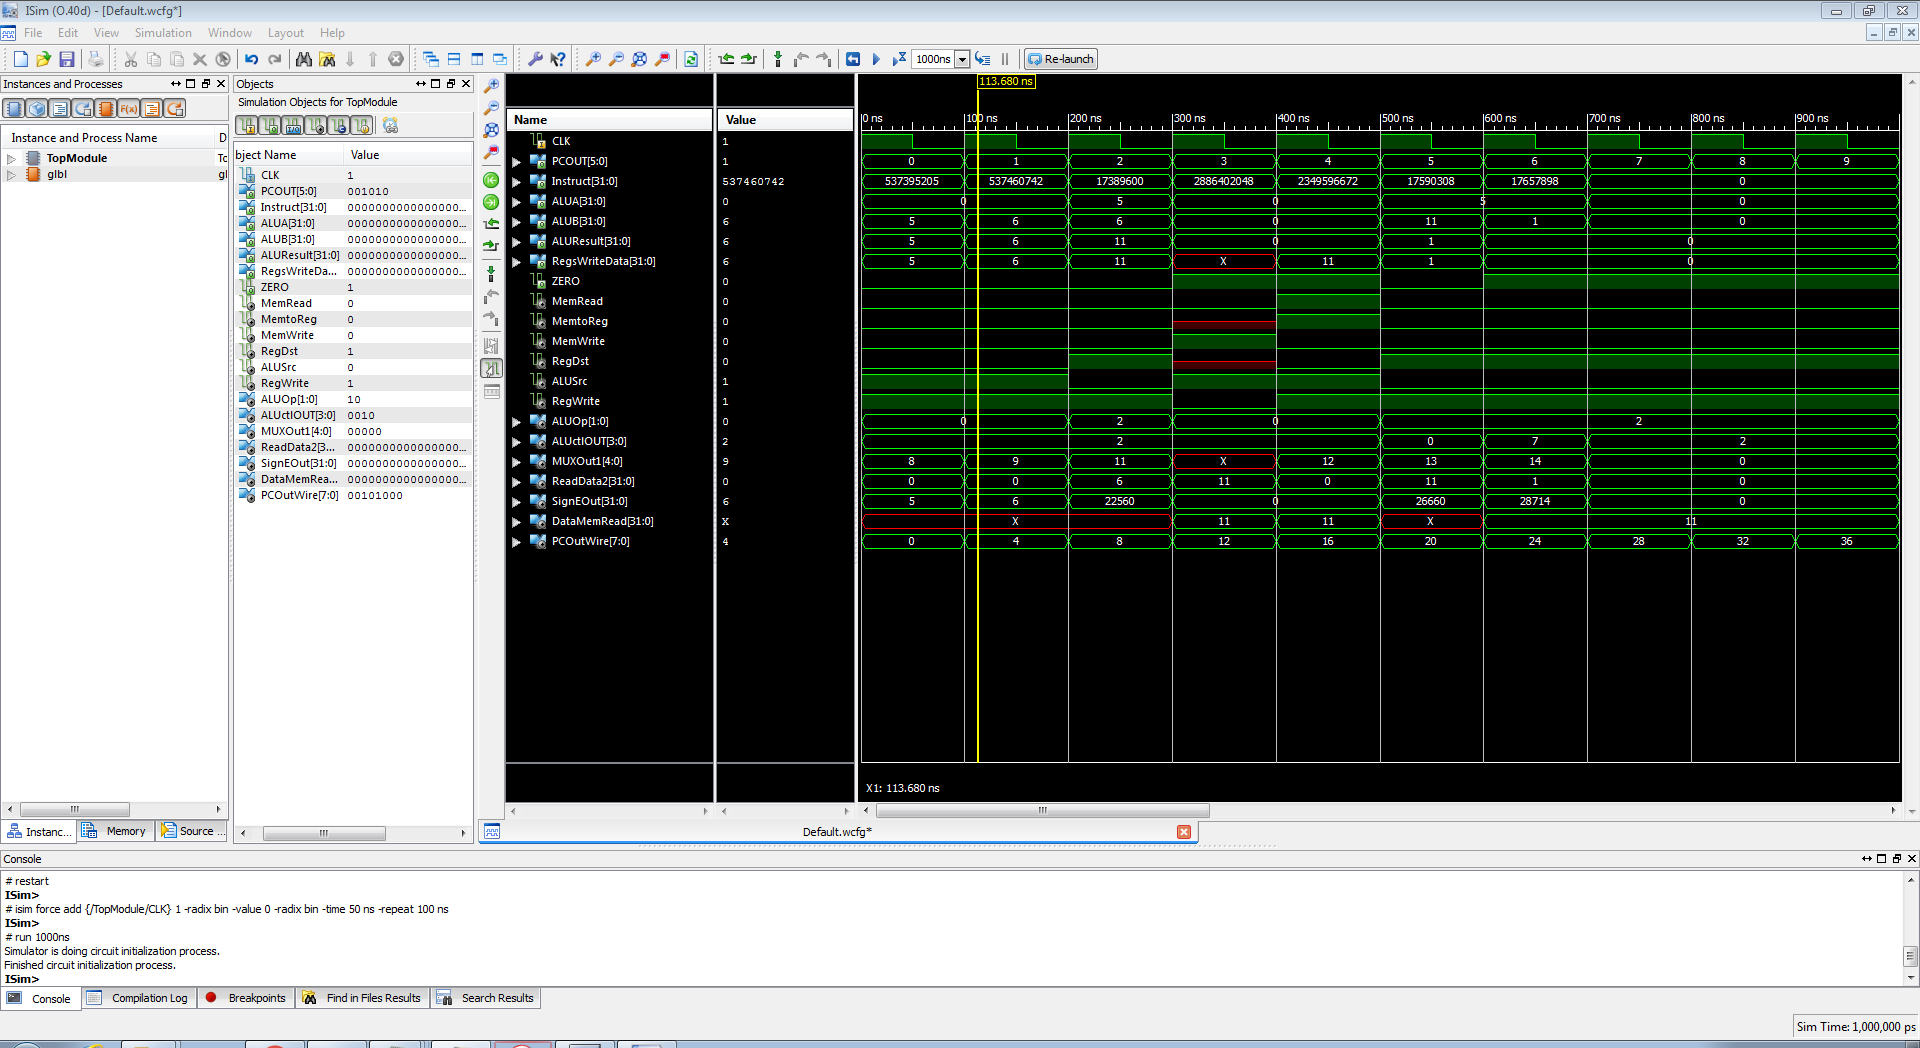 ISim (O.40d) - [Default.wcfg*]
File Edit View Simulation Window Layout Help
1000ns Re-launch
Instances and Processes
Instance and Process Name D
TopModule Tc
glbl gl
Instanc... Memory Source ...
Objects
Simulation Objects for TopModule
bject Name Value
CLK 1
PCOUT[5:0] 001010
Instruct[31:0] 0000000000000000...
ALUA[31:0] 0000000000000000...
ALUB[31:0] 0000000000000000...
ALUResult[31:0] 0000000000000000...
RegsWriteDa... 0000000000000000...
ZERO 1
MemRead 0
MemtoReg 0
MemWrite 0
RegDst 1
ALUSrc 0
RegWrite 1
ALUOp[1:0] 10
ALUctlOUT[3:0] 0010
MUXOut1[4:0] 00000
ReadData2[3... 0000000000000000...
SignEOut[31:0] 0000000000000000...
DataMemRea... 0000000000000000...
PCOutWire[7:0] 00101000
113.680 ns
Name Value
0 ns 100 ns 200 ns 300 ns 400 ns 500 ns 600 ns 700 ns 800 ns 900 ns
CLK 1
PCOUT[5:0] 1 0 1 2 3 4 5 6 7 8 9
Instruct[31:0] 537460742 537395205 537460742 17389600 2886402048 2349596672 17590308 17657898 0
ALUA[31:0] 0 0 5 0 5 0
ALUB[31:0] 6 5 6 6 0 11 1 0
ALUResult[31:0] 6 5 6 11 0 1 0
RegsWriteData[31:0] 6 5 6 11 X 11 1 0
ZERO 0
MemRead 0
MemtoReg 0
MemWrite 0
RegDst 0
ALUSrc 1
RegWrite 1
ALUOp[1:0] 0 0 2 0 2
ALUctlOUT[3:0] 2 2 0 7 2
MUXOut1[4:0] 9 8 9 11 X 12 13 14 0
ReadData2[31:0] 0 0 0 6 11 0 11 1 0
SignEOut[31:0] 6 5 6 22560 0 26660 28714 0
DataMemRead[31:0] X X 11 11 X 11
PCOutWire[7:0] 4 0 4 8 12 16 20 24 28 32 36
X1: 113.680 ns
Default.wcfg*
Console
# restart
ISim>
# isim force add {/TopModule/CLK} 1 -radix bin -value 0 -radix bin -time 50 ns -repeat 100 ns
ISim>
# run 1000ns
Simulator is doing circuit initialization process.
Finished circuit initialization process.
ISim>
Console Compilation Log Breakpoints Find in Files Results Search Results
Sim Time: 1,000,000 ps